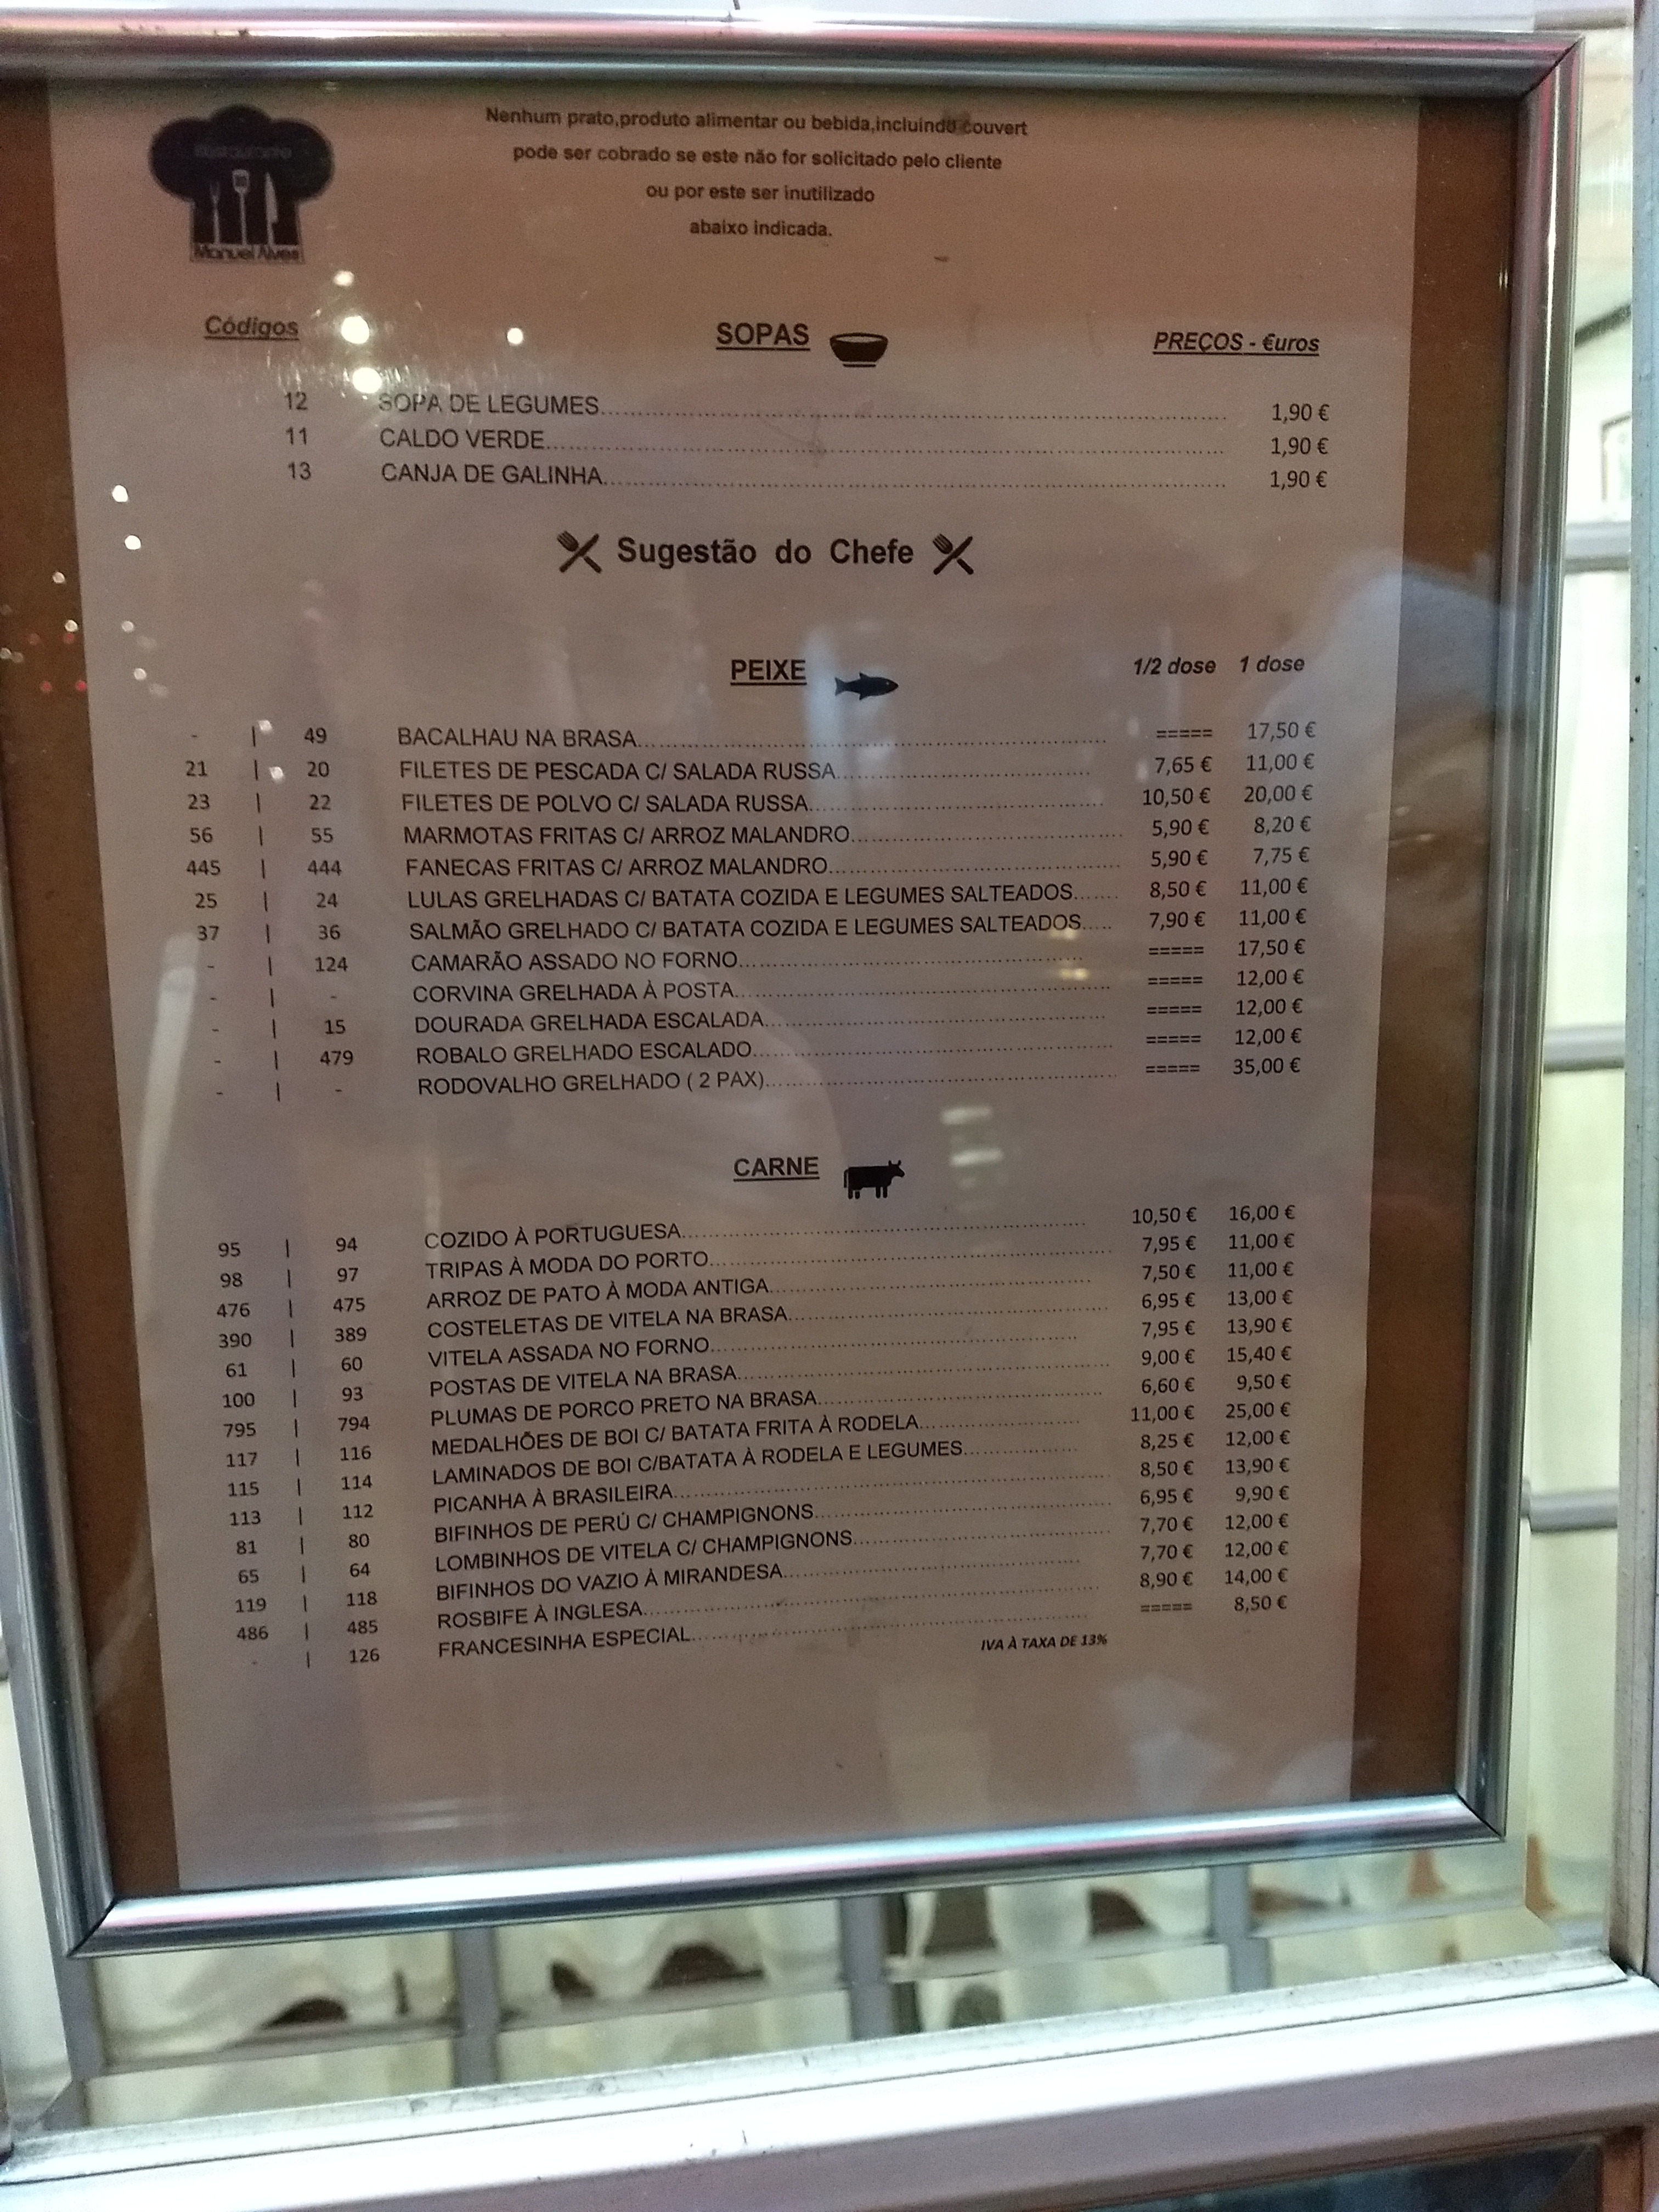 Nenhum prato,produto alimentar ou bebida,incluindo couvert
pode ser cobrado se este não for solicitado pelo cliente
ou por este ser inutilizado
abaixo indicada.
Manuel Alves
Códigos SOPAS PREÇOS - €uros
12 SOPA DE LEGUMES 1,90 €
11 CALDO VERDE 1,90 €
13 CANJA DE GALINHA 1,90 €
Sugestão do Chefe
PEIXE 1/2 dose 1 dose
- | 49 BACALHAU NA BRASA ===== 17,50 €
21 | 20 FILETES DE PESCADA C/ SALADA RUSSA 7,65 € 11,00 €
23 | 22 FILETES DE POLVO C/ SALADA RUSSA 10,50 € 20,00 €
56 | 55 MARMOTAS FRITAS C/ ARROZ MALANDRO 5,90 € 8,20 €
445 | 444 FANECAS FRITAS C/ ARROZ MALANDRO 5,90 € 7,75 €
25 | 24 LULAS GRELHADAS C/ BATATA COZIDA E LEGUMES SALTEADOS 8,50 € 11,00 €
37 | 36 SALMÃO GRELHADO C/ BATATA COZIDA E LEGUMES SALTEADOS 7,90 € 11,00 €
- | 124 CAMARÃO ASSADO NO FORNO ===== 17,50 €
- | - CORVINA GRELHADA À POSTA ===== 12,00 €
- | 15 DOURADA GRELHADA ESCALADA ===== 12,00 €
- | 479 ROBALO GRELHADO ESCALADO ===== 12,00 €
- | - RODOVALHO GRELHADO ( 2 PAX) ===== 35,00 €
CARNE
95 | 94 COZIDO À PORTUGUESA 10,50 € 16,00 €
98 | 97 TRIPAS À MODA DO PORTO 7,95 € 11,00 €
476 | 475 ARROZ DE PATO À MODA ANTIGA 7,50 € 11,00 €
390 | 389 COSTELETAS DE VITELA NA BRASA 6,95 € 13,00 €
61 | 60 VITELA ASSADA NO FORNO 7,95 € 13,90 €
100 | 93 POSTAS DE VITELA NA BRASA 9,00 € 15,40 €
795 | 794 PLUMAS DE PORCO PRETO NA BRASA 6,60 € 9,50 €
117 | 116 MEDALHÕES DE BOI C/ BATATA FRITA À RODELA 11,00 € 25,00 €
115 | 114 LAMINADOS DE BOI C/BATATA À RODELA E LEGUMES 8,25 € 12,00 €
113 | 112 PICANHA À BRASILEIRA 8,50 € 13,90 €
81 | 80 BIFINHOS DE PERÚ C/ CHAMPIGNONS 6,95 € 9,90 €
65 | 64 LOMBINHOS DE VITELA C/ CHAMPIGNONS 7,70 € 12,00 €
119 | 118 BIFINHOS DO VAZIO À MIRANDESA 7,70 € 12,00 €
486 | 485 ROSBIFE À INGLESA 8,90 € 14,00 €
- | 126 FRANCESINHA ESPECIAL ===== 8,50 €
IVA À TAXA DE 13%